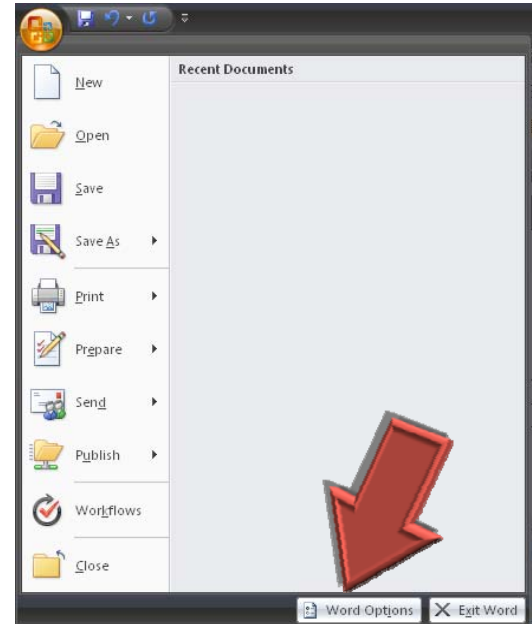 Recent Documents
New
Open
Save
Save As
Print
Prepare
Send
Publish
Workflows
Close
Word Options
Exit Word